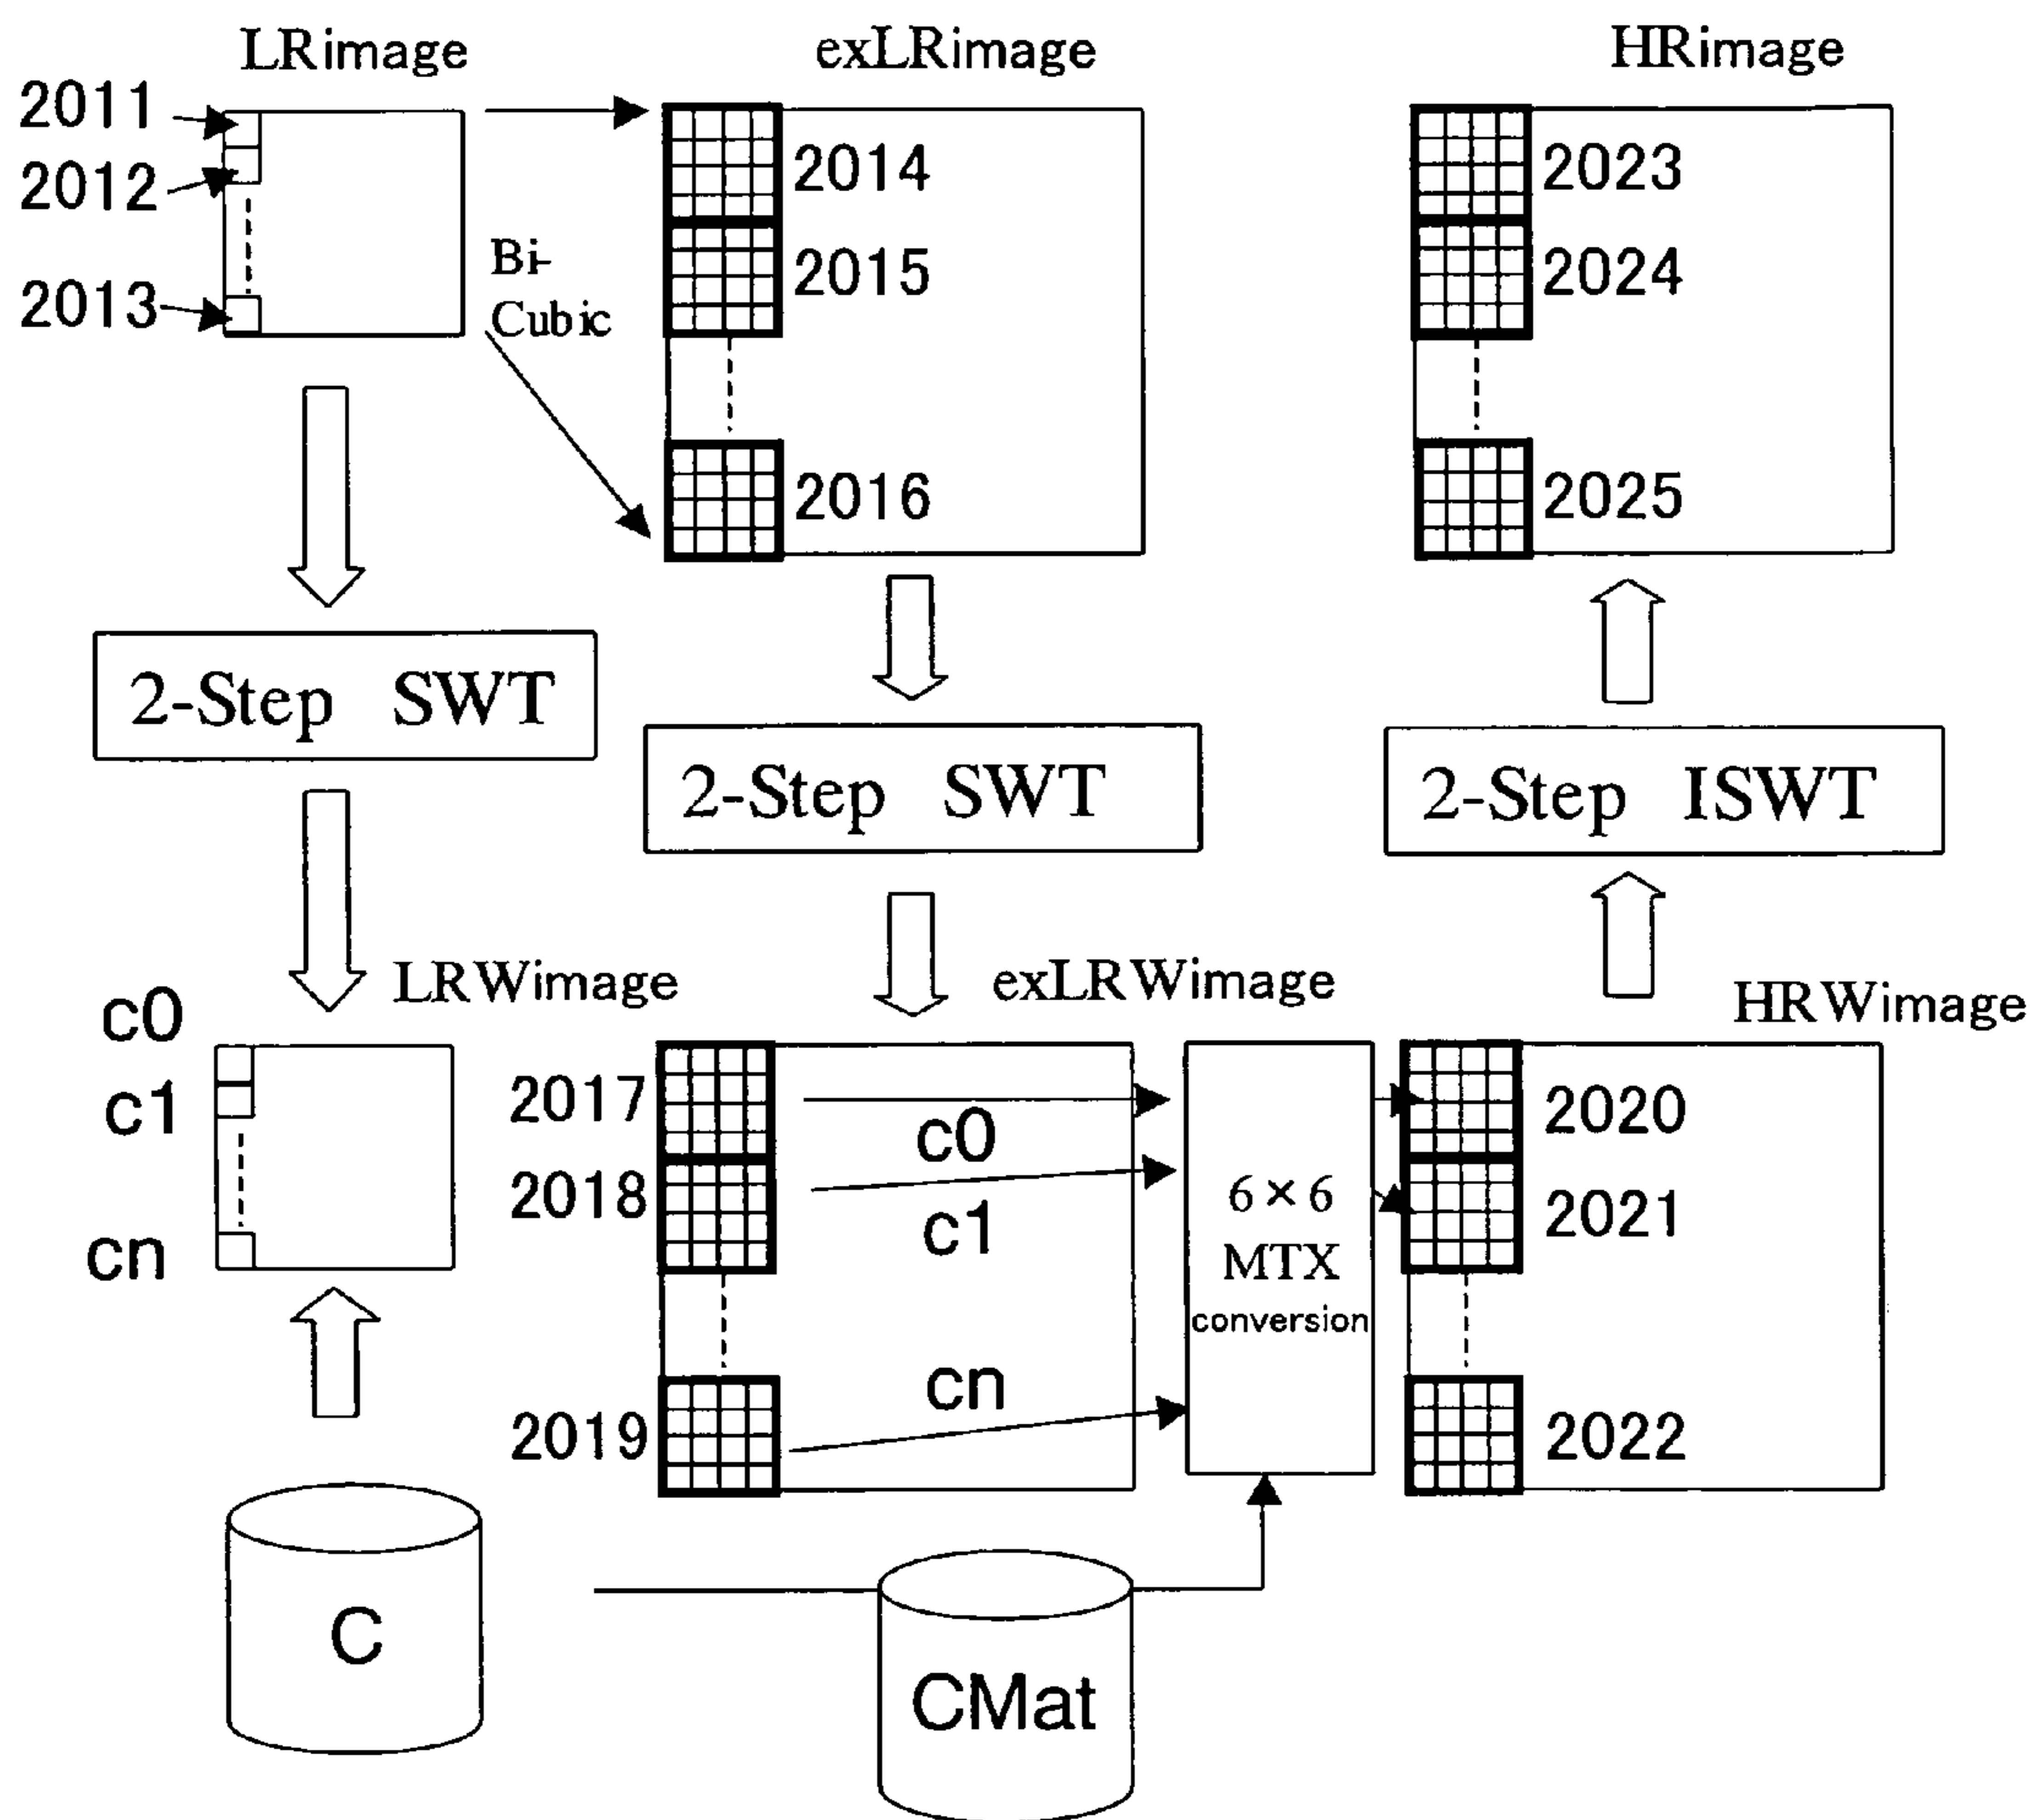 LRimage
exLRimage
HRimage
2011
2012
2013
Bi-
Cubic
2014
2015
2016
2023
2024
2025
2-Step SWT
2-Step SWT
2-Step ISWT
LRWimage
exLRWimage
HRWimage
c0
c1
cn
2017
2018
2019
c0
c1
cn
6×6
MTX
conversion
2020
2021
2022
C
CMat